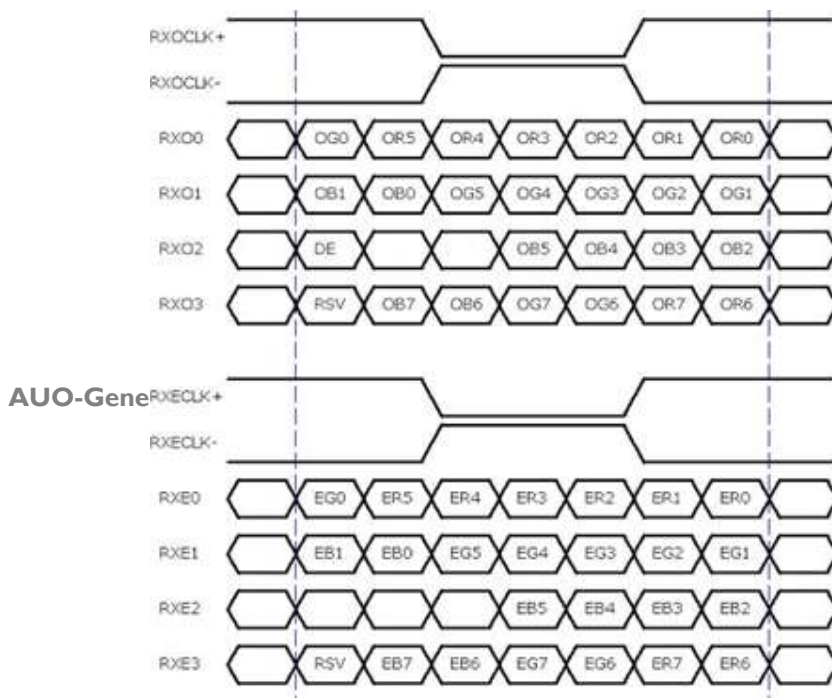 RXOCLK+
RXOCLK-
RXO0 OG0 OR5 OR4 OR3 OR2 OR1 OR0
RXO1 OB1 OB0 OG5 OG4 OG3 OG2 OG1
RXO2 DE OB5 OB4 OB3 OB2
RXO3 RSV OB7 OB6 OG7 OG6 OR7 OR6
AUO-Gene
RXECLK+
RXECLK-
RXE0 EG0 ER5 ER4 ER3 ER2 ER1 ER0
RXE1 EB1 EB0 EG5 EG4 EG3 EG2 EG1
RXE2 EB5 EB4 EB3 EB2
RXE3 RSV EB7 EB6 EG7 EG6 ER7 ER6